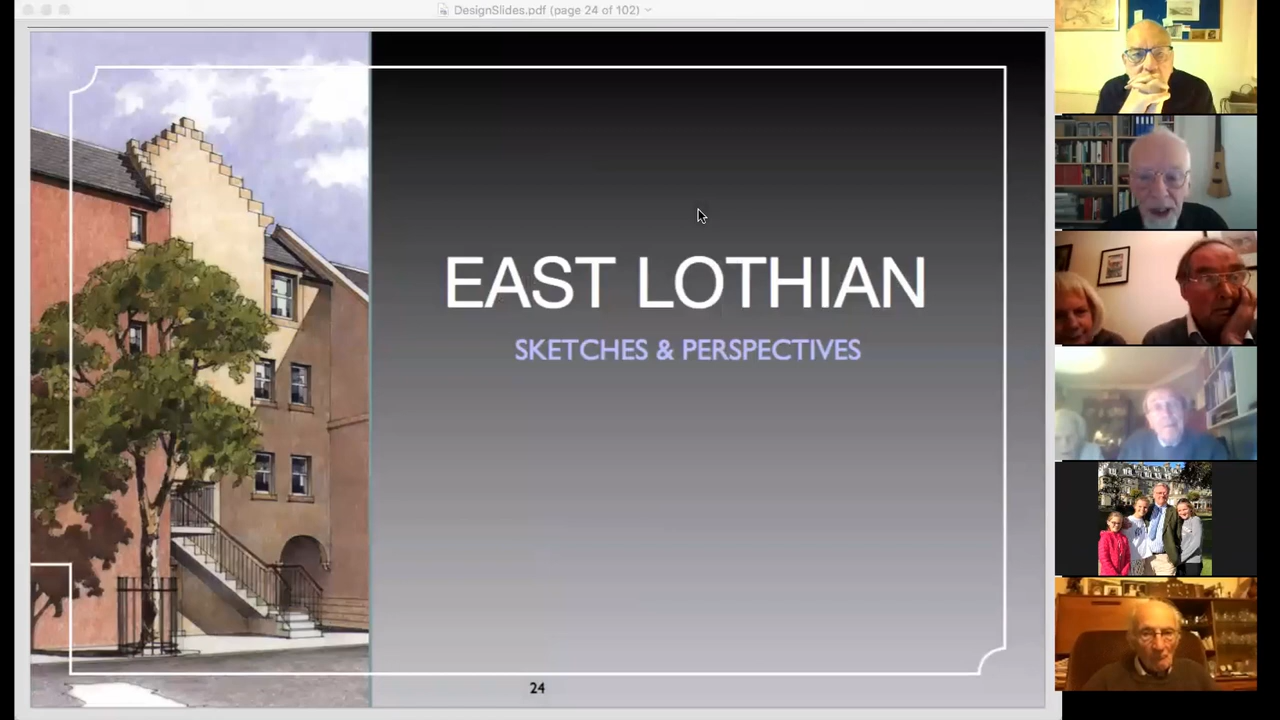 DesignSlides.pdf (page 24 of 102)
EAST LOTHIAN
SKETCHES & PERSPECTIVES
24